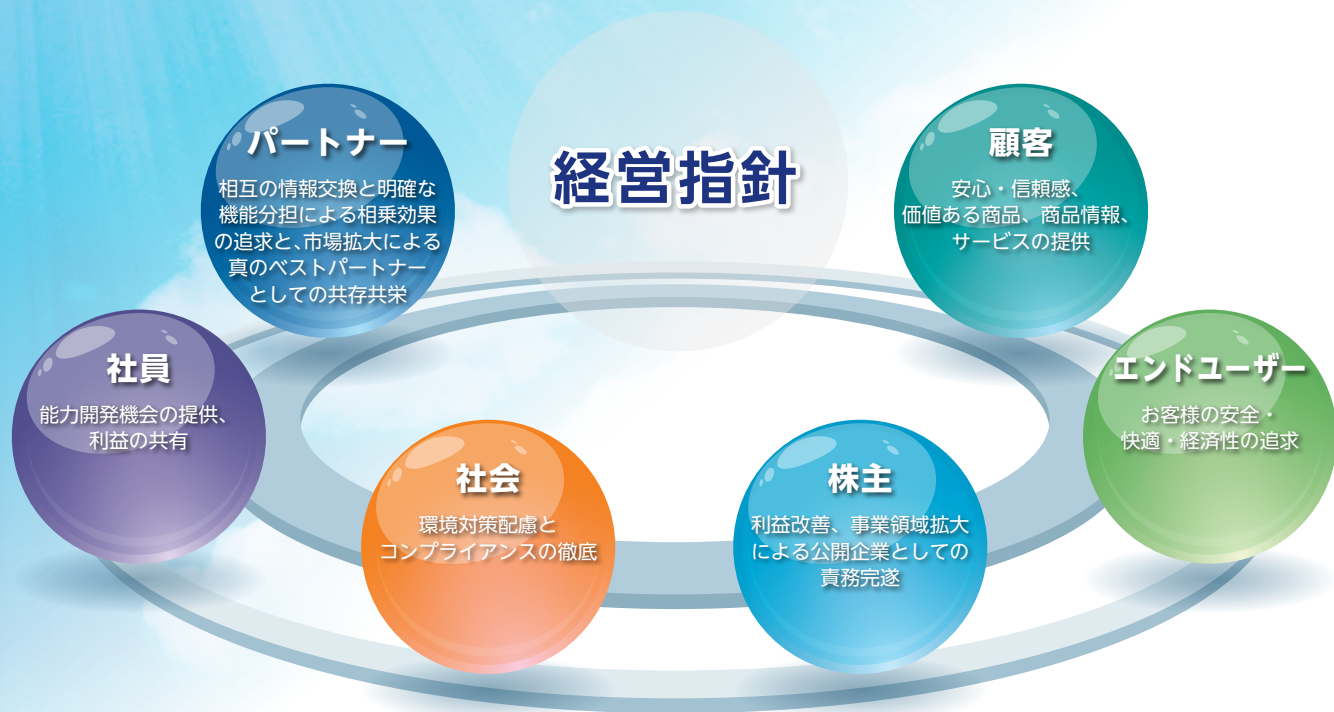 経営指針
パートナー
相互の情報交換と明確な
機能分担による相乗効果
の追求と、市場拡大による
真のベストパートナー
としての共存共栄
顧客
安心・信頼感、
価値ある商品、商品情報、
サービスの提供
社員
能力開発機会の提供、
利益の共有
エンドユーザー
お客様の安全・
快適・経済性の追求
社会
環境対策配慮と
コンプライアンスの徹底
株主
利益改善、事業領域拡大
による公開企業としての
責務完遂